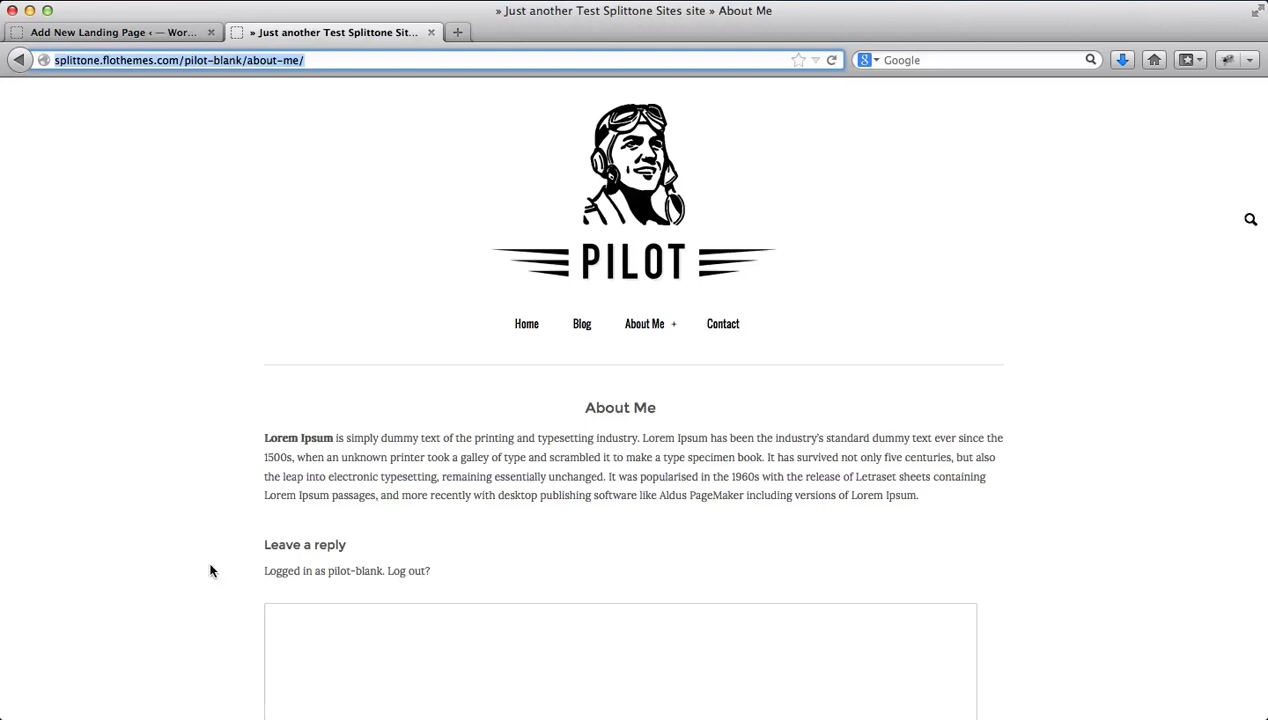 » Just another Test Splittone Sites site » About Me
Add New Landing Page ‹ — Wor...
» Just another Test Splittone Sit...
splittone.flothemes.com/pilot-blank/about-me/
Google
PILOT
Home Blog About Me + Contact
About Me
Lorem Ipsum is simply dummy text of the printing and typesetting industry. Lorem Ipsum has been the industry's standard dummy text ever since the
1500s, when an unknown printer took a galley of type and scrambled it to make a type specimen book. It has survived not only five centuries, but also
the leap into electronic typesetting, remaining essentially unchanged. It was popularised in the 1960s with the release of Letraset sheets containing
Lorem Ipsum passages, and more recently with desktop publishing software like Aldus PageMaker including versions of Lorem Ipsum.
Leave a reply
Logged in as pilot-blank. Log out?